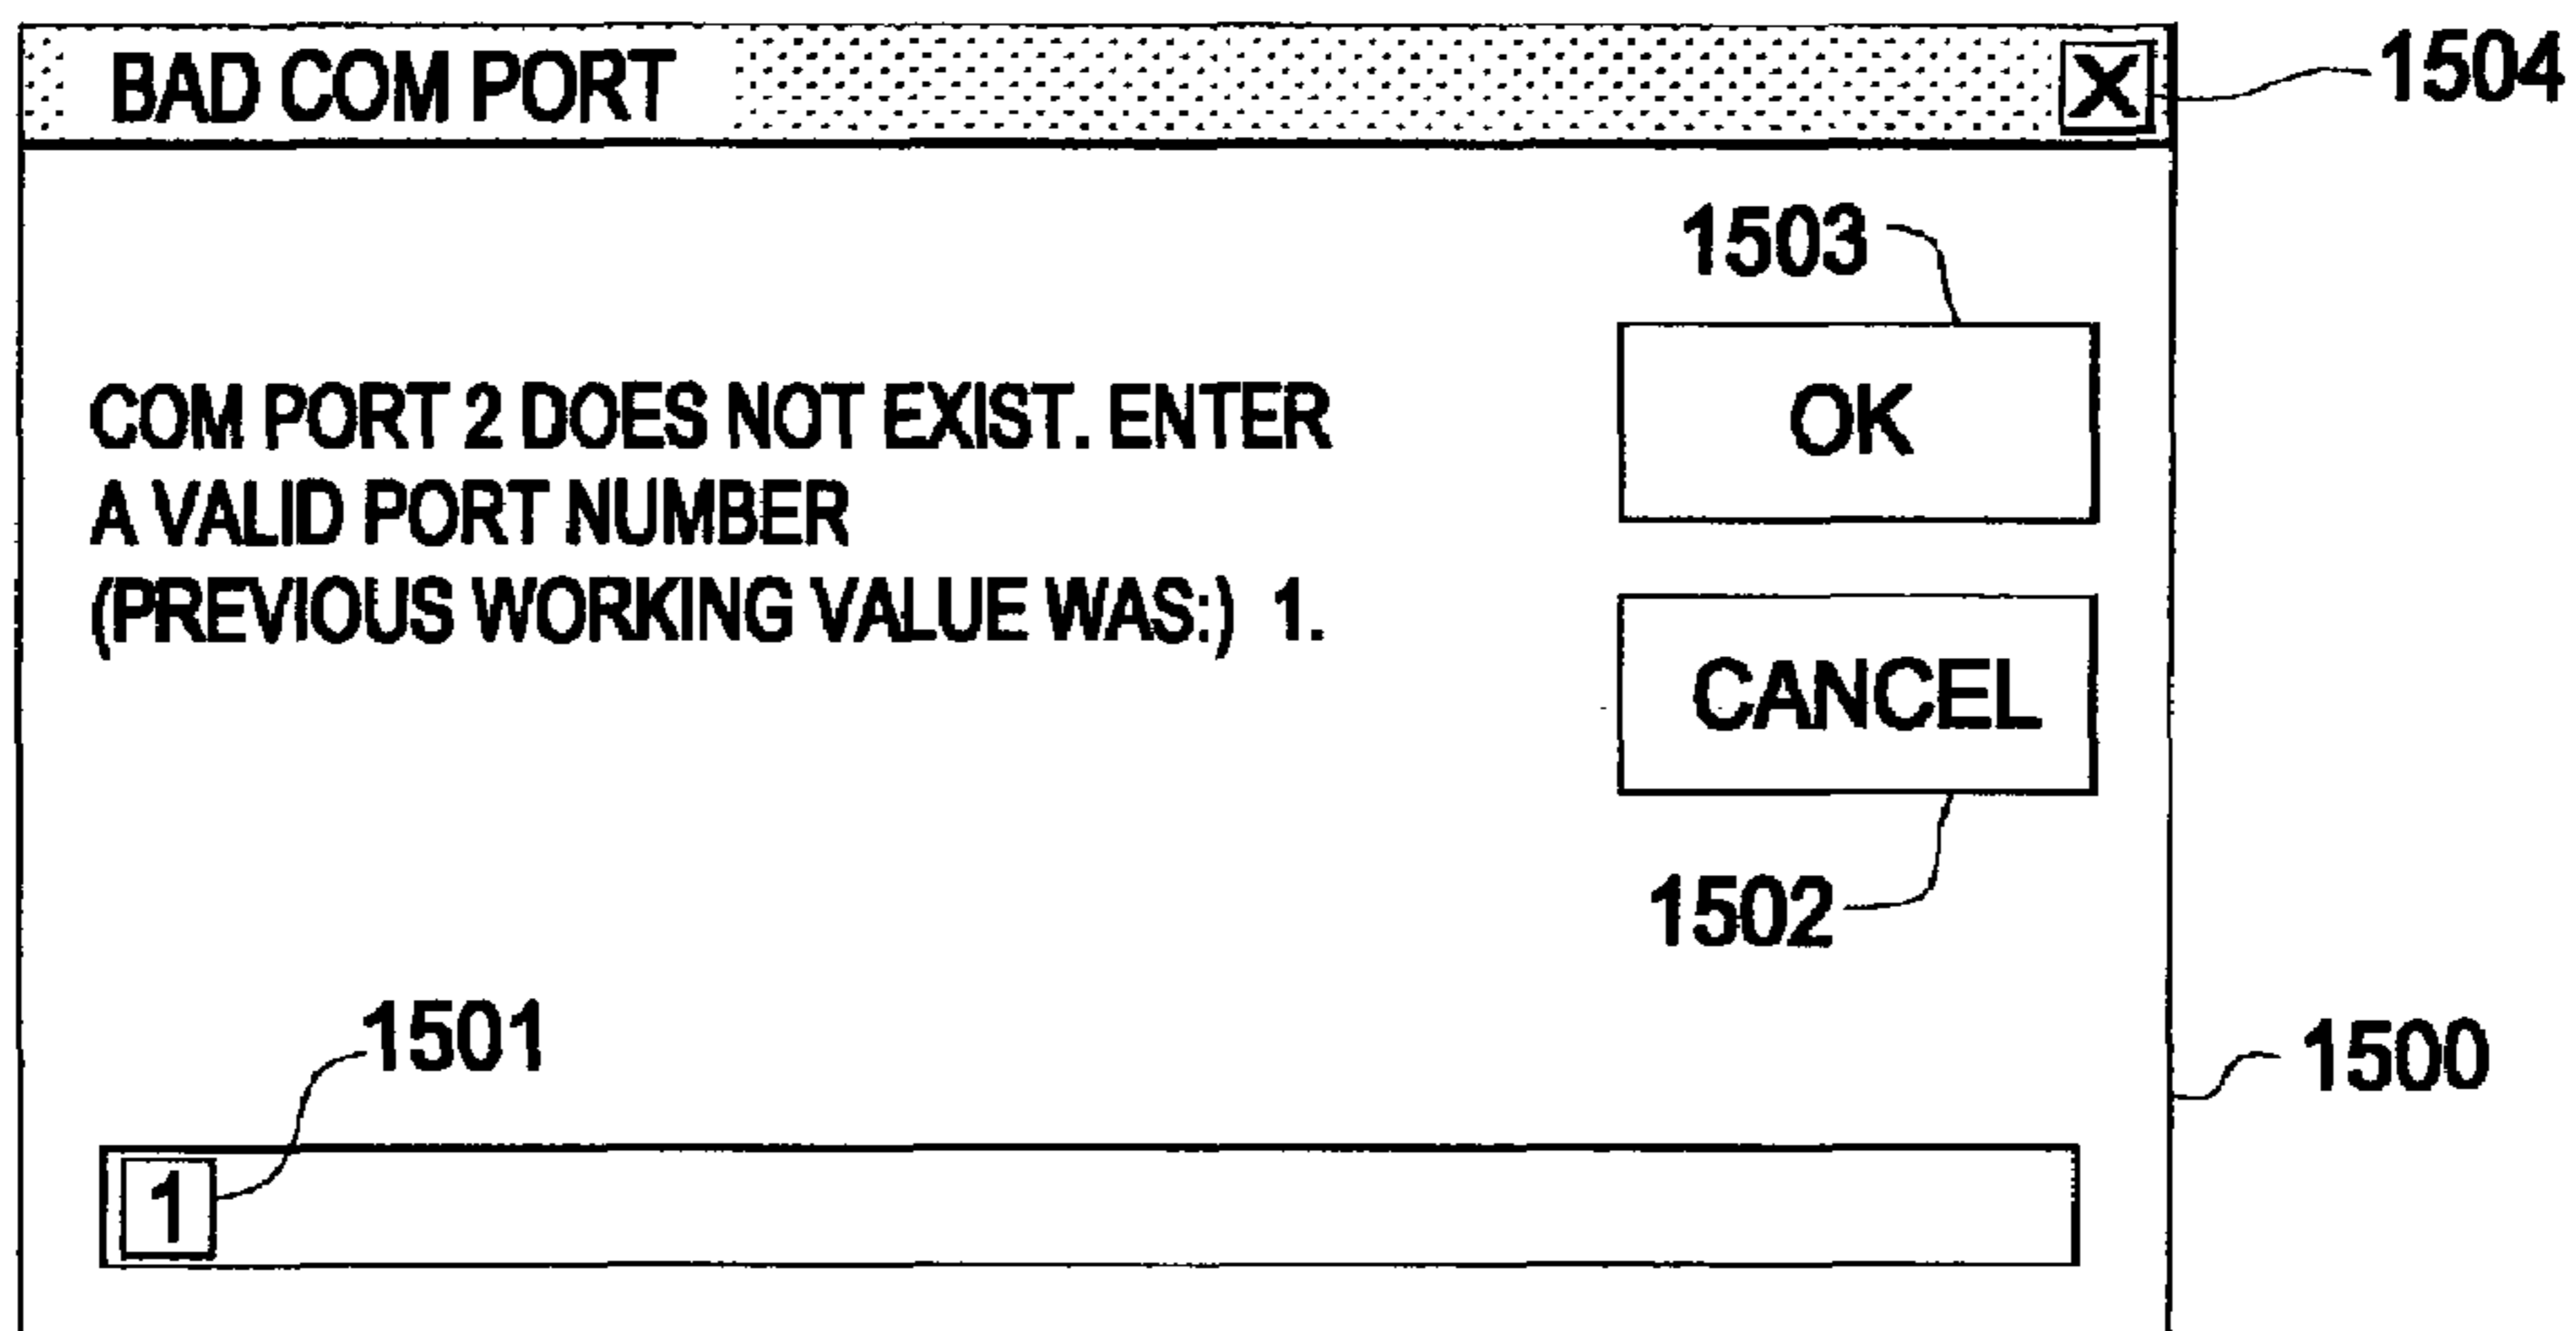 BAD COM PORT
X
1504
1503
OK
COM PORT 2 DOES NOT EXIST. ENTER
A VALID PORT NUMBER
(PREVIOUS WORKING VALUE WAS:) 1.
CANCEL
1502
1501
1500
1